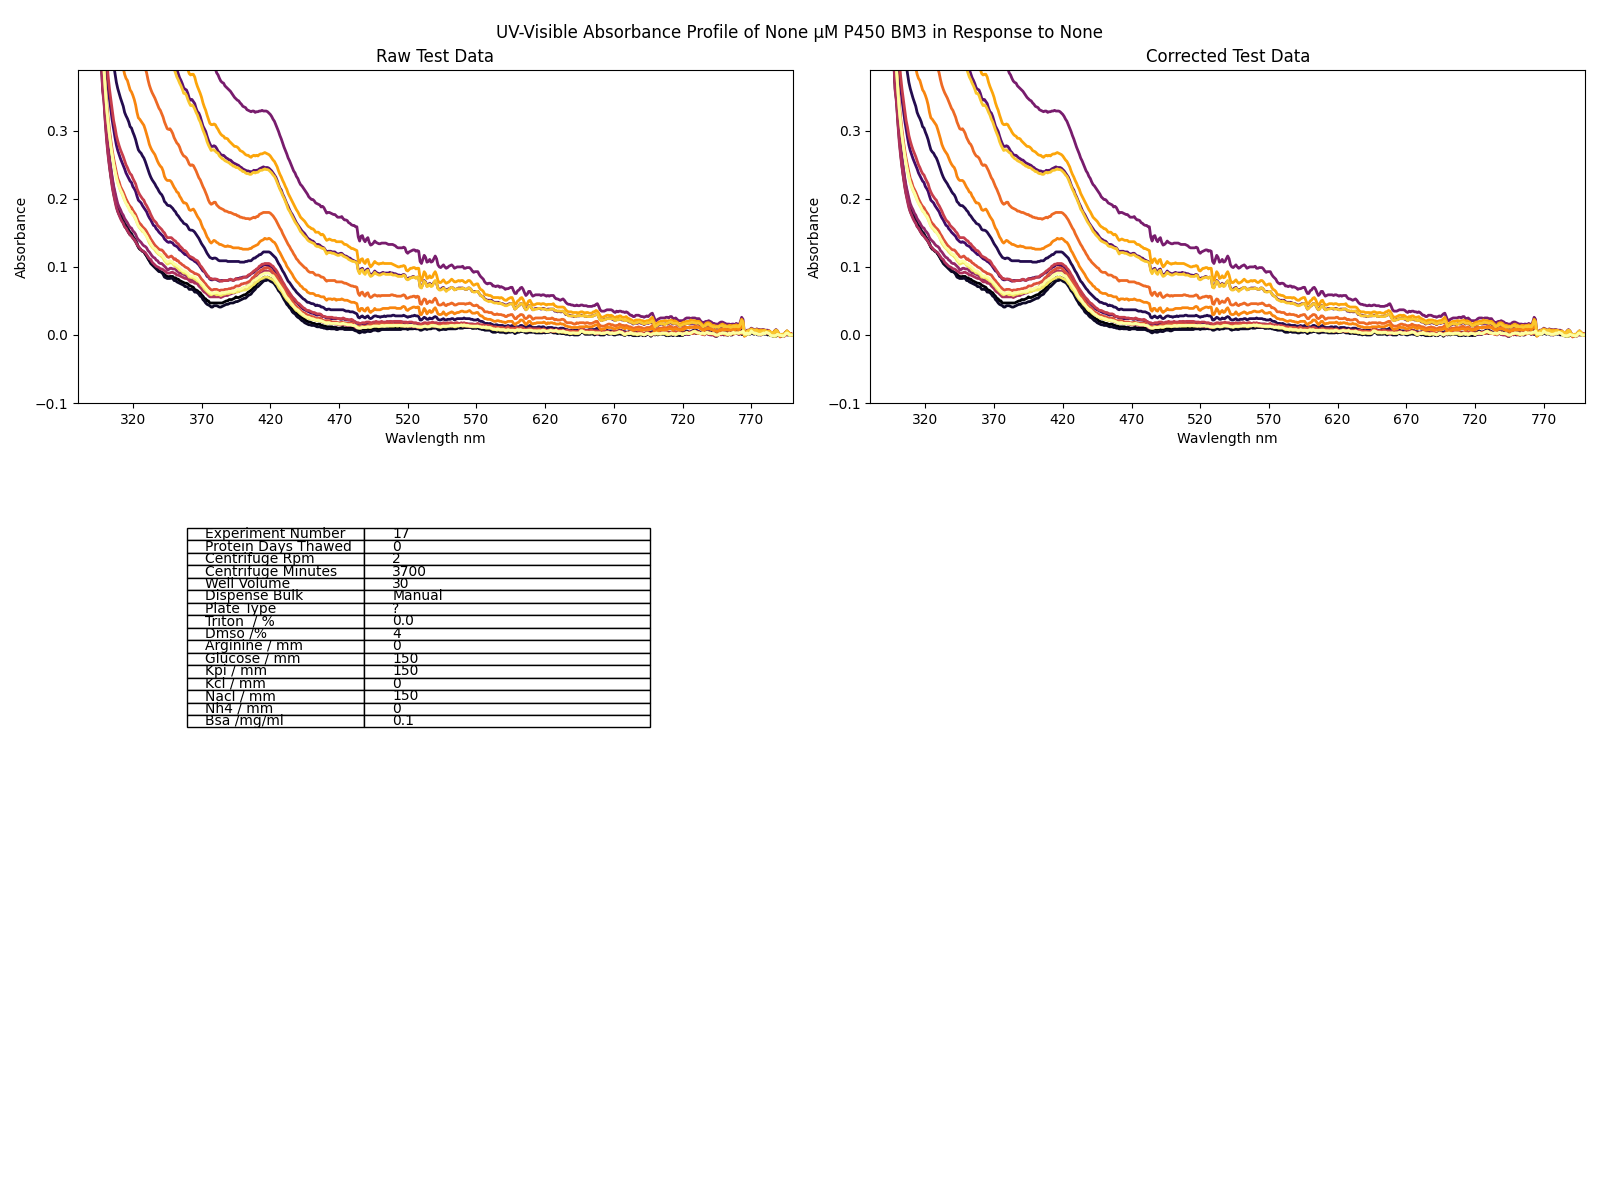 UV-Visible Absorbance Profile of None μM P450 BM3 in Response to None
Raw Test Data
Corrected Test Data
Absorbance
0.3
0.2
0.1
0.0
−0.1
320 370 420 470 520 570 620 670 720 770
Wavlength nm
Absorbance
0.3
0.2
0.1
0.0
−0.1
320 370 420 470 520 570 620 670 720 770
Wavlength nm
Experiment Number 17
Protein Days Thawed 0
Centrifuge Rpm 2
Centrifuge Minutes 3700
Well Volume 30
Dispense Bulk Manual
Plate Type ?
Triton / % 0.0
Dmso /% 4
Arginine / mm 0
Glucose / mm 150
Kpi / mm 150
Kcl / mm 0
Nacl / mm 150
Nh4 / mm 0
Bsa /mg/ml 0.1